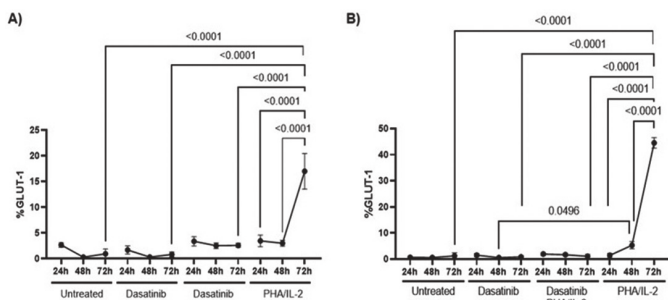 A)
<0.0001
<0.0001
<0.0001
<0.0001
<0.0001
25
20
15
10
5
0
%GLUT-1
24h 48h 72h 24h 48h 72h 24h 48h 72h 24h 48h 72h
Untreated Dasatinib Dasatinib PHA/IL-2
B)
<0.0001
<0.0001
<0.0001
<0.0001
<0.0001
0.0496
50
40
30
20
10
0
%GLUT-1
24h 48h 72h 24h 48h 72h 24h 48h 72h 24h 48h 72h
Untreated Dasatinib Dasatinib PHA/IL-2